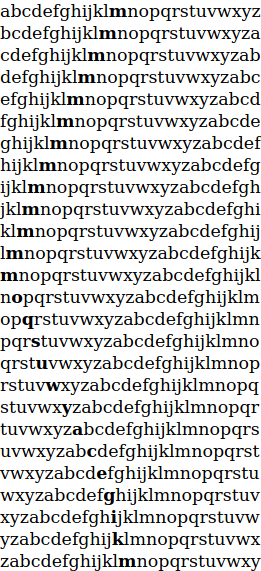 abcdefghijklmnopqrstuvwxyz
bcdefghijklmnopqrstuvwxyza
cdefghijklmnopqrstuvwxyzab
defghijklmnopqrstuvwxyzabc
efghijklmnopqrstuvwxyzabcd
fghijklmnopqrstuvwxyzabcde
ghijklmnopqrstuvwxyzabcdef
hijklmnopqrstuvwxyzabcdefg
ijklmnopqrstuvwxyzabcdefgh
jklmnopqrstuvwxyzabcdefghi
klmnopqrstuvwxyzabcdefghij
lmnopqrstuvwxyzabcdefghijk
mnopqrstuvwxyzabcdefghijkl
nopqrstuvwxyzabcdefghijklm
opqrstuvwxyzabcdefghijklmn
pqrstuvwxyzabcdefghijklmno
qrstuvwxyzabcdefghijklmnop
rstuvwxyzabcdefghijklmnopq
stuvwxyzabcdefghijklmnopqr
tuvwxyzabcdefghijklmnopqrs
uvwxyzabcdefghijklmnopqrst
vwxyzabcdefghijklmnopqrstu
wxyzabcdefghijklmnopqrstuv
xyzabcdefghijklmnopqrstuvw
yzabcdefghijklmnopqrstuvwx
zabcdefghijklmnopqrstuvwxy